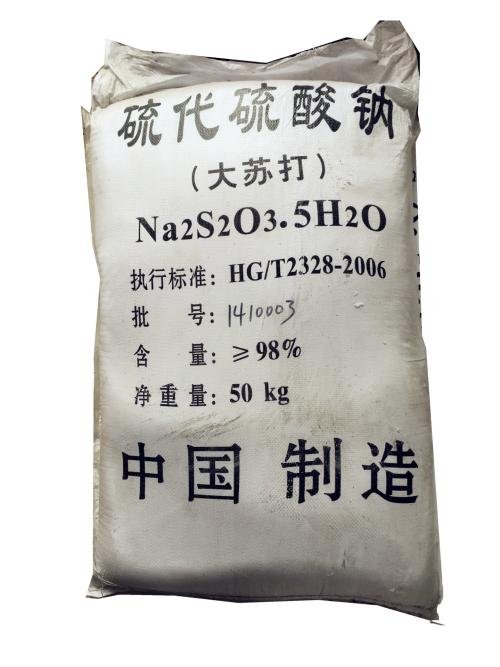 硫代硫酸钠
(大苏打)
Na2S2O3.5H2O
执行标准: HG/T2328-2006
批 号: 1410003
含 量: ≥98%
净重量: 50 kg
中国 制造